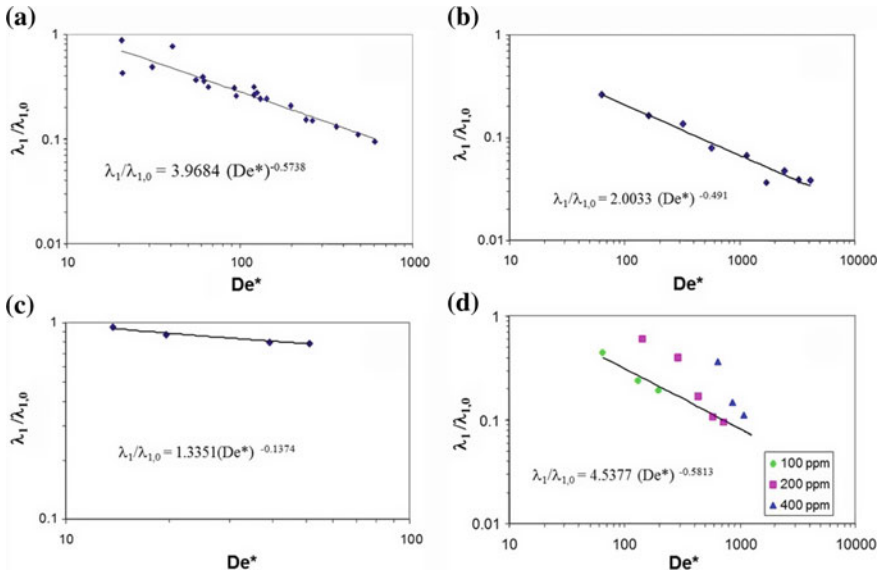 (a)
1
0.1
0.01
λ₁/λ₁,₀
λ₁/λ₁,₀ = 3.9684 (De*)^-0.5738
10 100 1000
De*
(b)
1
0.1
0.01
λ₁/λ₁,₀
λ₁/λ₁,₀ = 2.0033 (De*)^-0.491
10 100 1000 10000
De*
(c)
1
0.1
λ₁/λ₁,₀
λ₁/λ₁,₀ = 1.3351(De*)^-0.1374
10 100
De*
(d)
1
0.1
0.01
λ₁/λ₁,₀
λ₁/λ₁,₀ = 4.5377 (De*)^-0.5813
100 ppm
200 ppm
400 ppm
10 100 1000 10000
De*